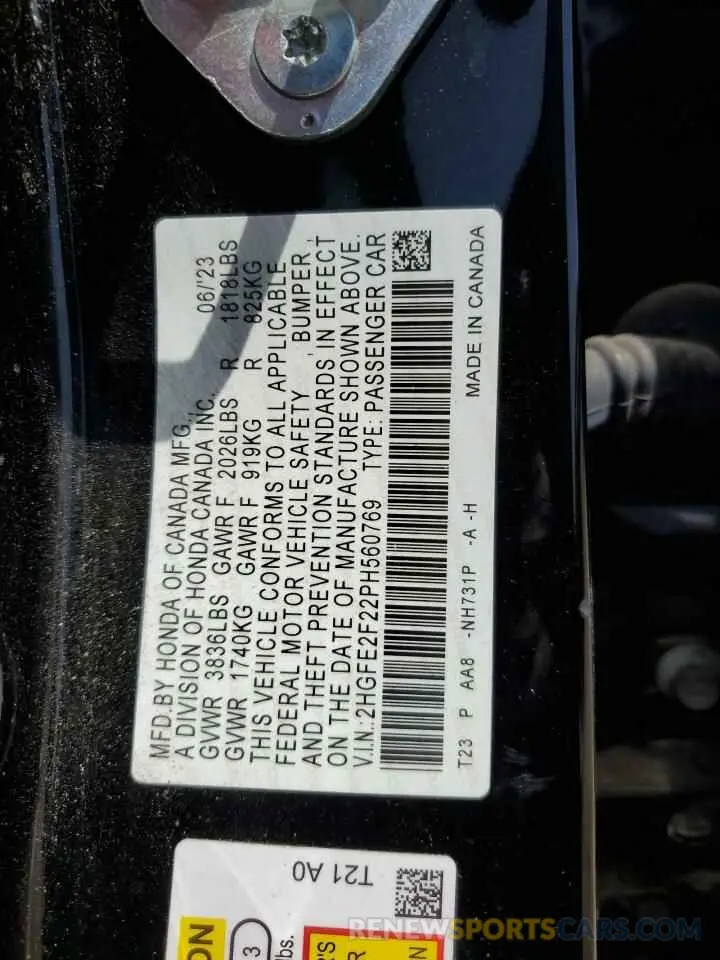 MFD.BY HONDA OF CANADA MFG., 06/'23
A DIVISION OF HONDA CANADA INC.
GVWR 3836LBS GAWR F 2026LBS R 1818LBS
GVWR 1740KG GAWR F 919KG R 825KG
THIS VEHICLE CONFORMS TO ALL APPLICABLE
FEDERAL MOTOR VEHICLE SAFETY , BUMPER ,
AND THEFT PREVENTION STANDARDS IN EFFECT
ON THE DATE OF MANUFACTURE SHOWN ABOVE.
V.I.N.:2HGFE2F22PH560769 TYPE: PASSENGER CAR
T23 P AA8 -NH731P -A -H MADE IN CANADA
T21 A0
ON
3
lbs.
R'S
R
N
RENEWSPORTSCARS.COM